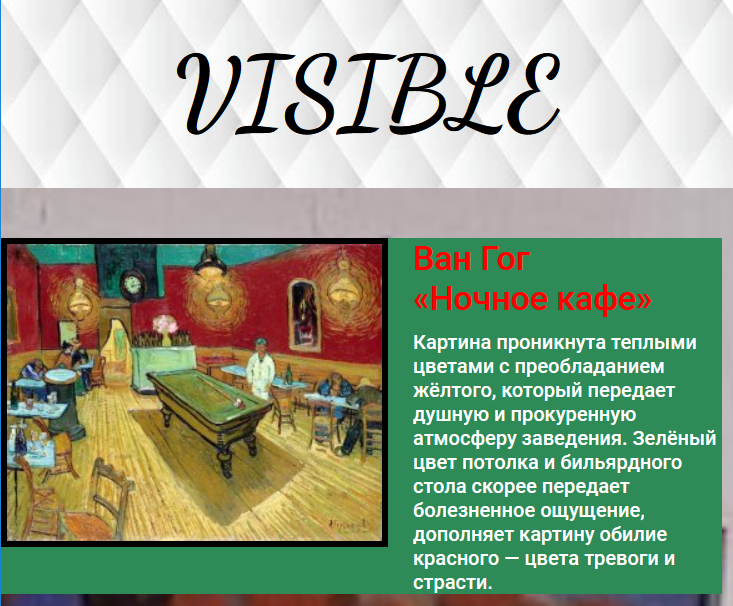 VISIBLE
Ван Гог
«Ночное кафе»
Картина проникнута теплыми
цветами с преобладанием
жёлтого, который передает
душную и прокуренную
атмосферу заведения. Зелёный
цвет потолка и бильярдного
стола скорее передает
болезненное ощущение,
дополняет картину обилие
красного — цвета тревоги и
страсти.